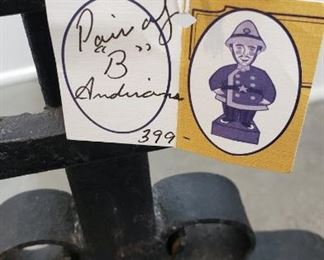 Pair of
"B"
Andirons
399-